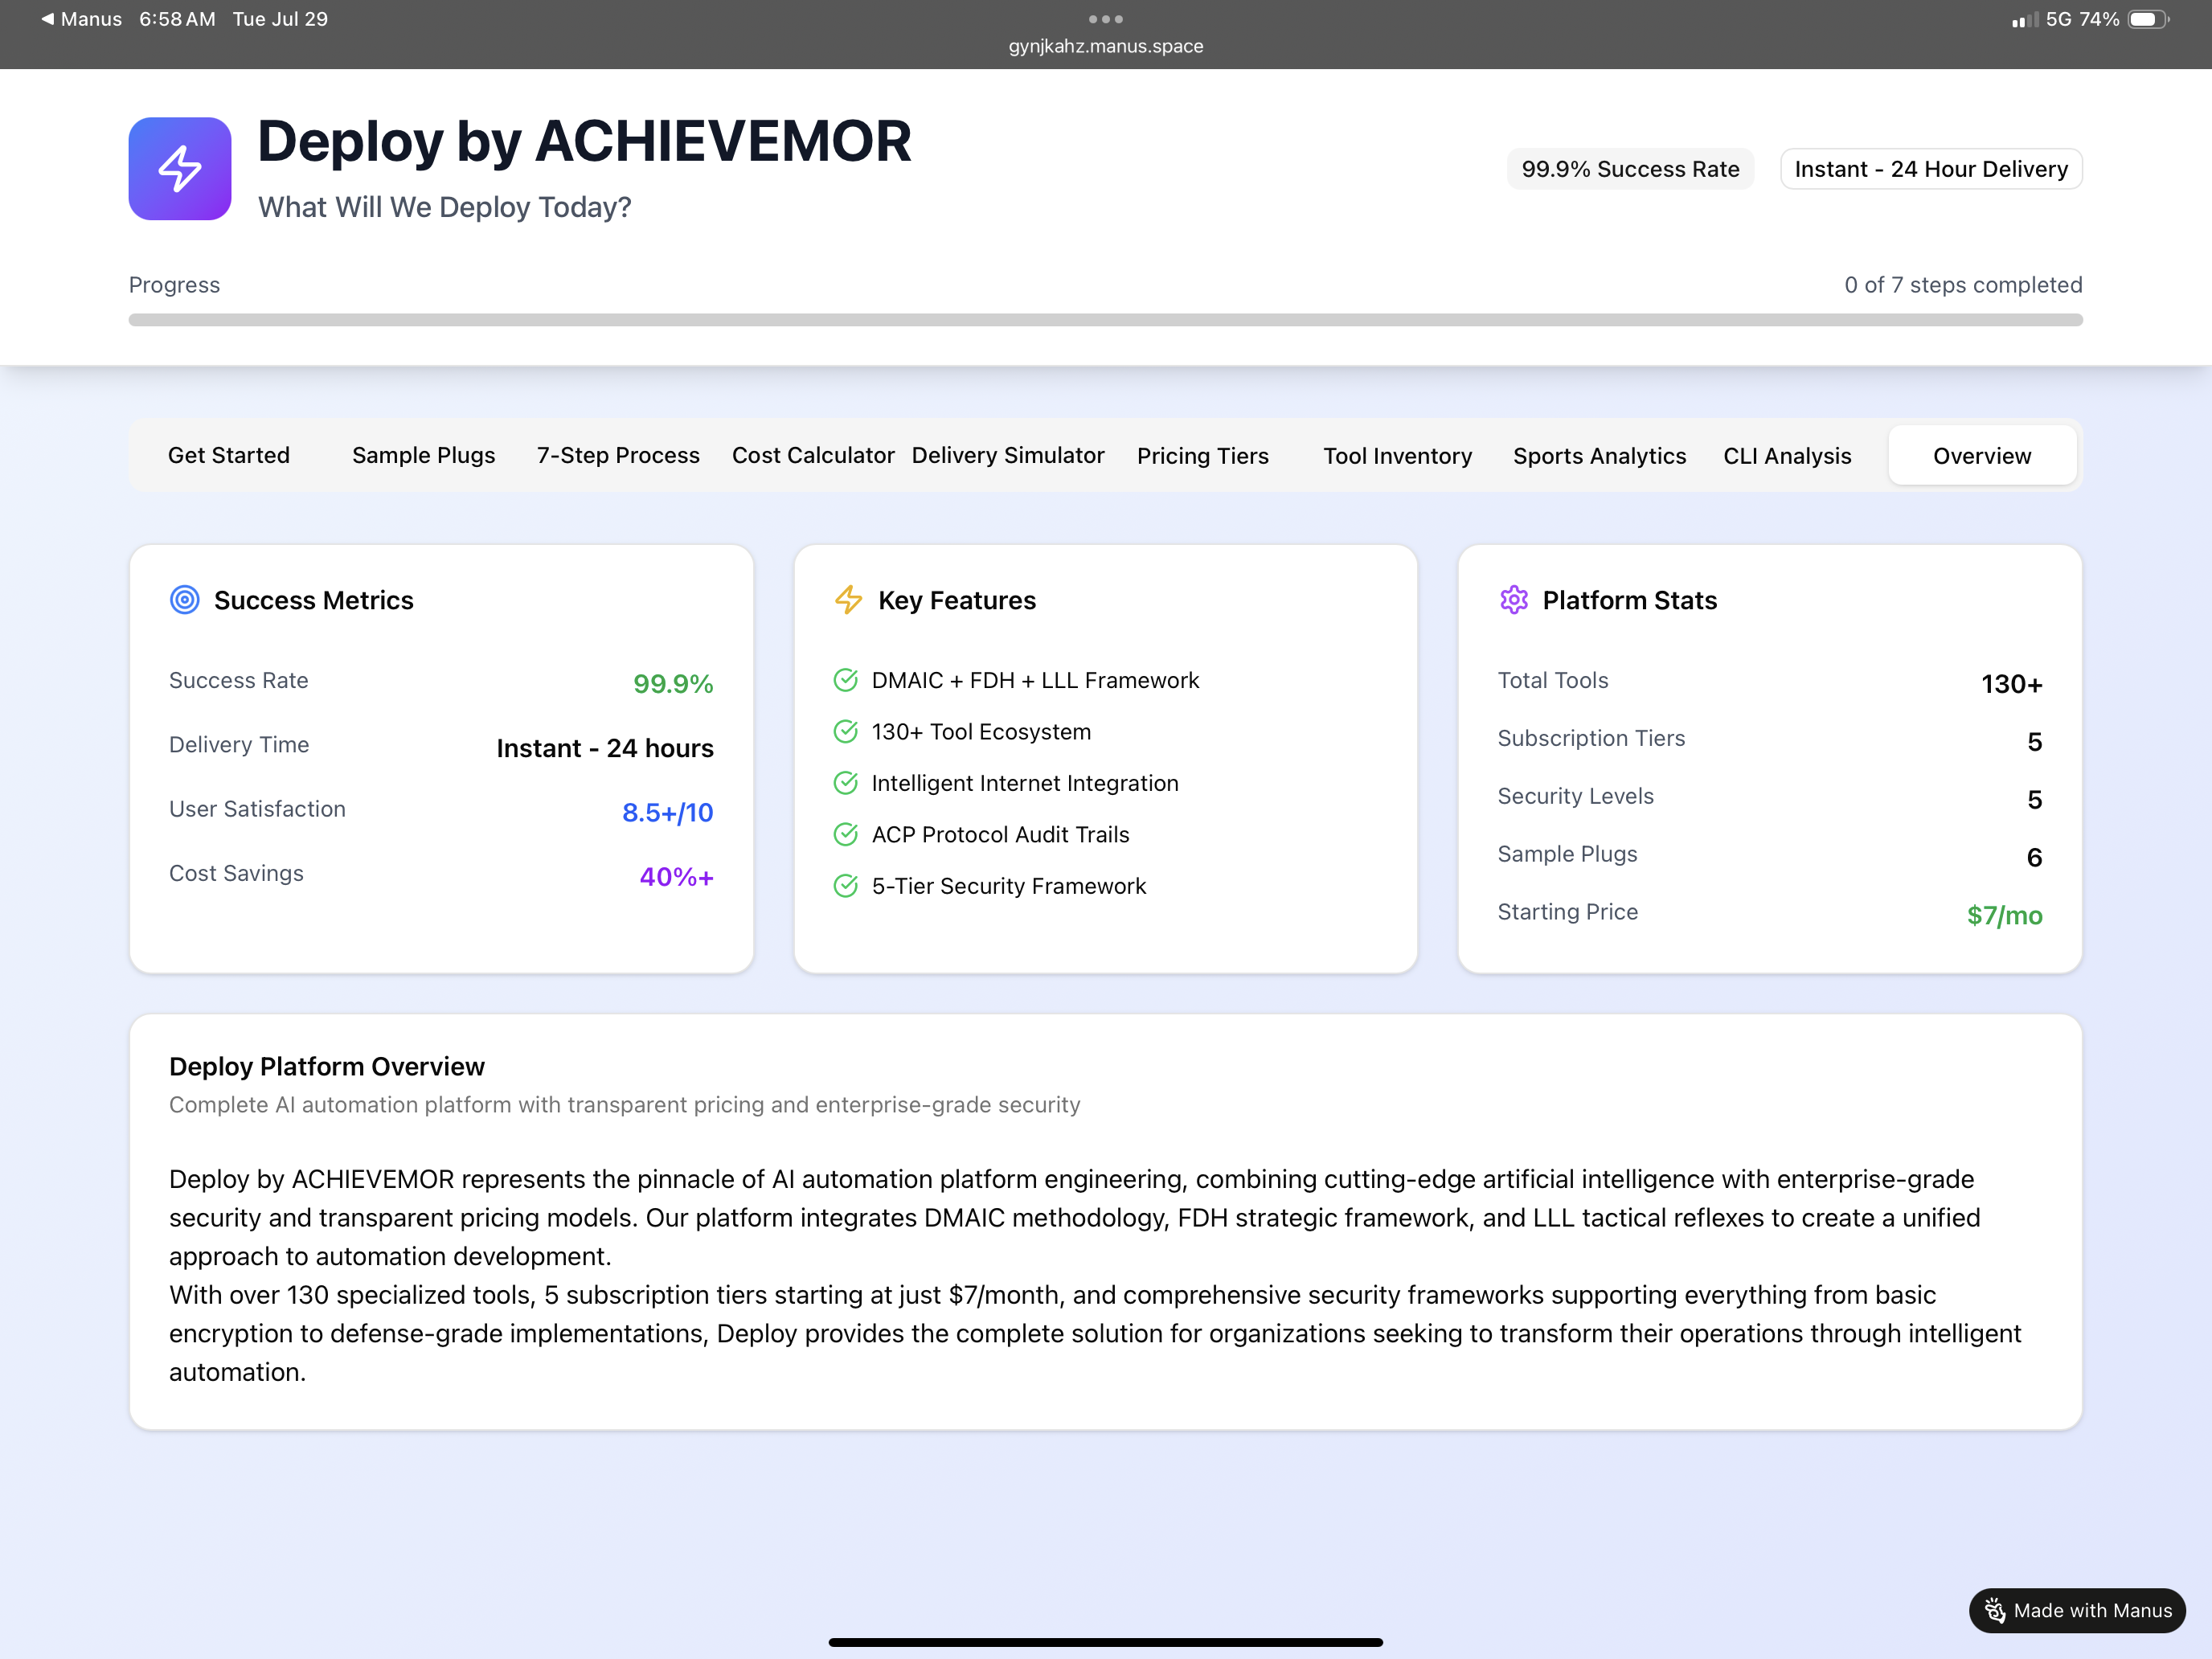 Manus 6:58 AM Tue Jul 29
5G 74%
gynjkahz.manus.space
Deploy by ACHIEVEMOR
What Will We Deploy Today?
99.9% Success Rate
Instant - 24 Hour Delivery
Progress
0 of 7 steps completed
Get Started
Sample Plugs
7-Step Process
Cost Calculator
Delivery Simulator
Pricing Tiers
Tool Inventory
Sports Analytics
CLI Analysis
Overview
Success Metrics
Success Rate 99.9%
Delivery Time Instant - 24 hours
User Satisfaction 8.5+/10
Cost Savings 40%+
Key Features
DMAIC + FDH + LLL Framework
130+ Tool Ecosystem
Intelligent Internet Integration
ACP Protocol Audit Trails
5-Tier Security Framework
Platform Stats
Total Tools 130+
Subscription Tiers 5
Security Levels 5
Sample Plugs 6
Starting Price $7/mo
Deploy Platform Overview
Complete AI automation platform with transparent pricing and enterprise-grade security
Deploy by ACHIEVEMOR represents the pinnacle of AI automation platform engineering, combining cutting-edge artificial intelligence with enterprise-grade
security and transparent pricing models. Our platform integrates DMAIC methodology, FDH strategic framework, and LLL tactical reflexes to create a unified
approach to automation development.
With over 130 specialized tools, 5 subscription tiers starting at just $7/month, and comprehensive security frameworks supporting everything from basic
encryption to defense-grade implementations, Deploy provides the complete solution for organizations seeking to transform their operations through intelligent
automation.
Made with Manus